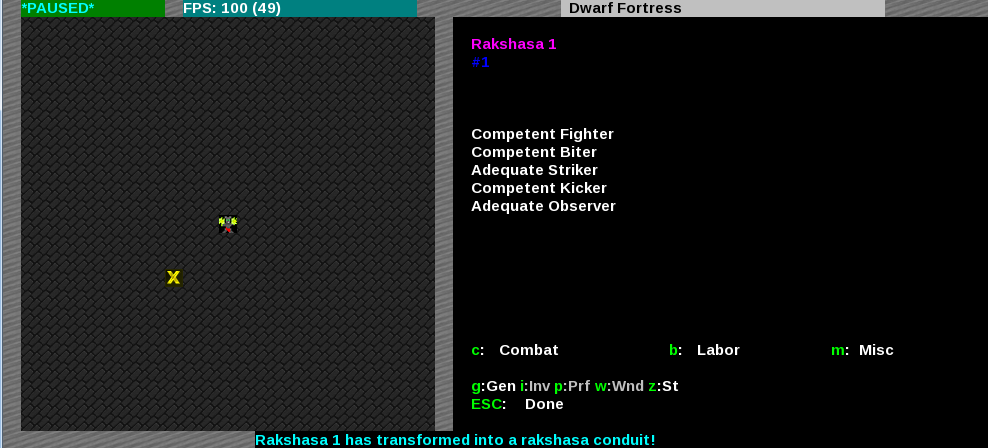 *PAUSED* FPS: 100 (49) Dwarf Fortress
Rakshasa 1
#1
Competent Fighter
Competent Biter
Adequate Striker
Competent Kicker
Adequate Observer
X
c: Combat b: Labor m: Misc
g:Gen i:Inv p:Prf w:Wnd z:St
ESC: Done
Rakshasa 1 has transformed into a rakshasa conduit!